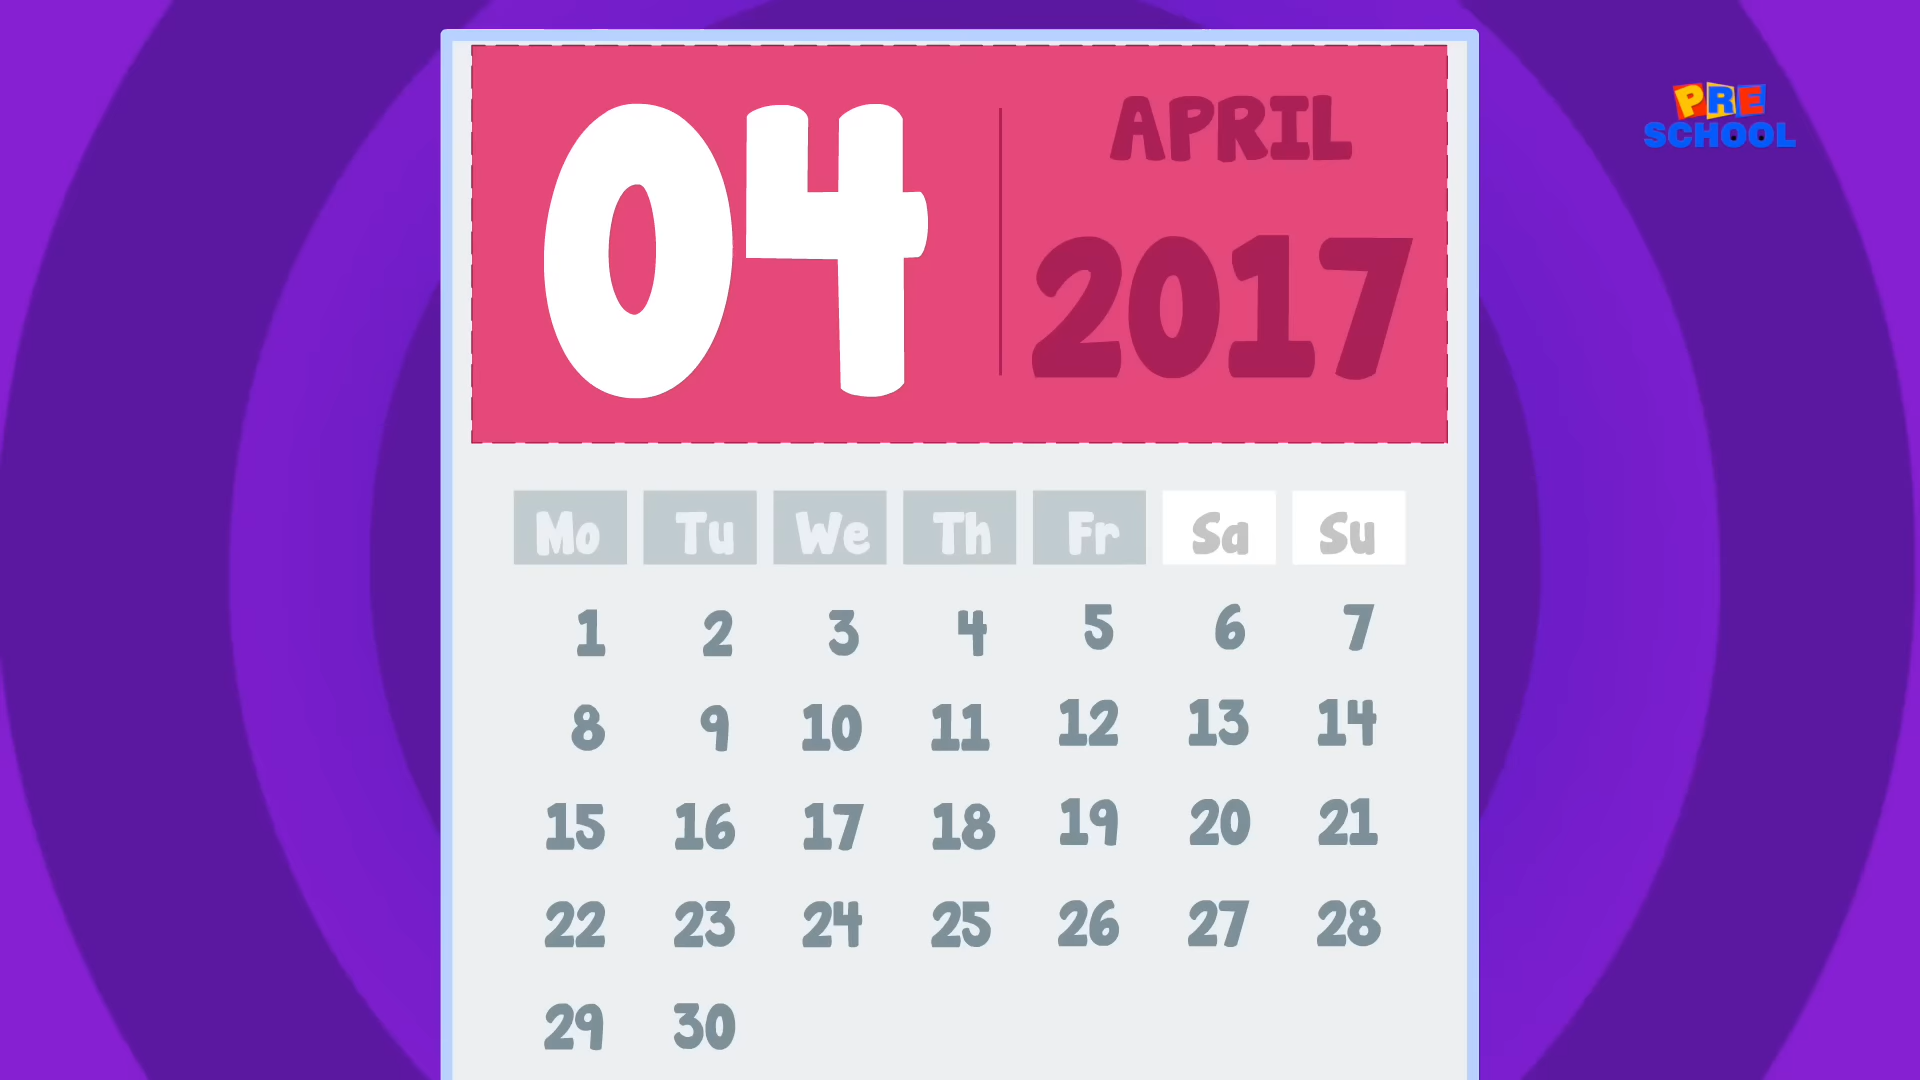 04
APRIL
2017
PRE
SCHOOL
Mo Tu We Th Fr Sa Su
1 2 3 4 5 6 7
8 9 10 11 12 13 14
15 16 17 18 19 20 21
22 23 24 25 26 27 28
29 30